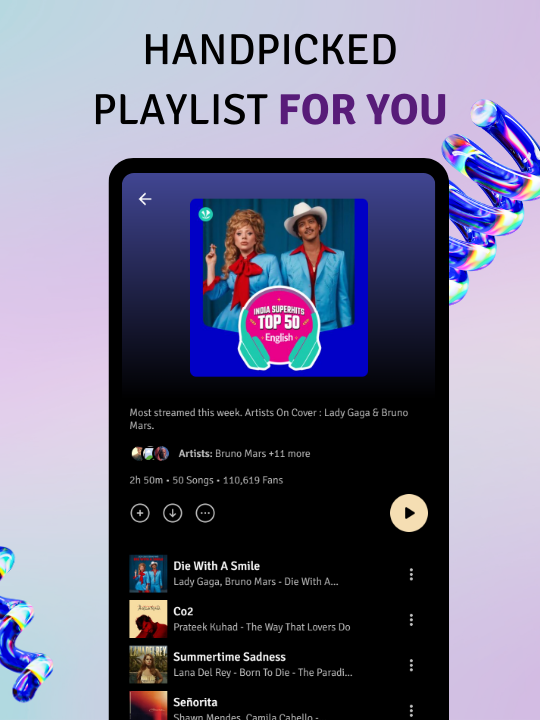 HANDPICKED
PLAYLIST FOR YOU
INDIA SUPERHITS
TOP 50
English
Most streamed this week. Artists On Cover : Lady Gaga & Bruno
Mars.
Artists: Bruno Mars +11 more
2h 50m • 50 Songs • 110,619 Fans
Die With A Smile
Lady Gaga, Bruno Mars - Die With A...
Co2
Prateek Kuhad - The Way That Lovers Do
LANA DEL REY
Summertime Sadness
Lana Del Rey - Born To Die - The Paradi...
Señorita
Shawn Mendes, Camila Cabello -